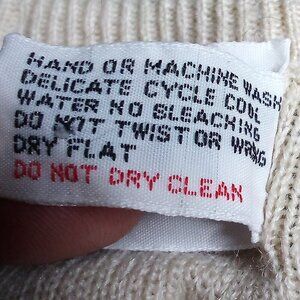 HAND OR MACHINE WASH
DELICATE CYCLE COOL
WATER NO BLEACHING
DO NOT TWIST OR WRING
DRY FLAT
DO NOT DRY CLEAN